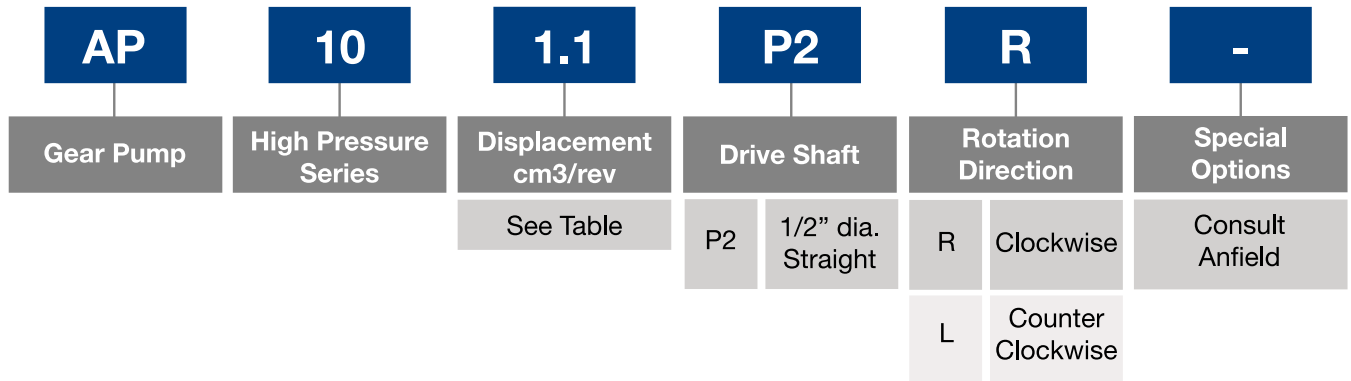 AP
10
1.1
P2
R
-
Gear Pump
High Pressure
Series
Displacement
cm3/rev
Drive Shaft
Rotation
Direction
Special
Options
See Table
P2
1/2” dia.
Straight
R
Clockwise
Consult
Anfield
L
Counter
Clockwise